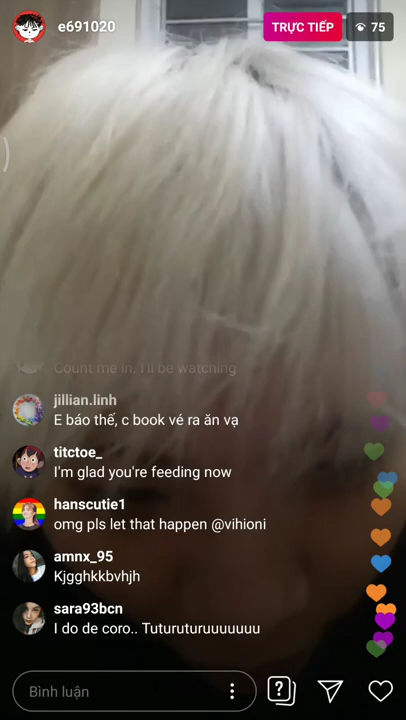 e691020
TRỰC TIẾP
75
Count me in, I'll be watching
jillian.linh
E báo thế, c book vé ra ăn vạ
titctoe_
I'm glad you're feeding now
hanscutie1
omg pls let that happen @vihioni
amnx_95
Kjgghkkbvhjh
sara93bcn
I do de coro.. Tuturuturuuuuuuu
Bình luận